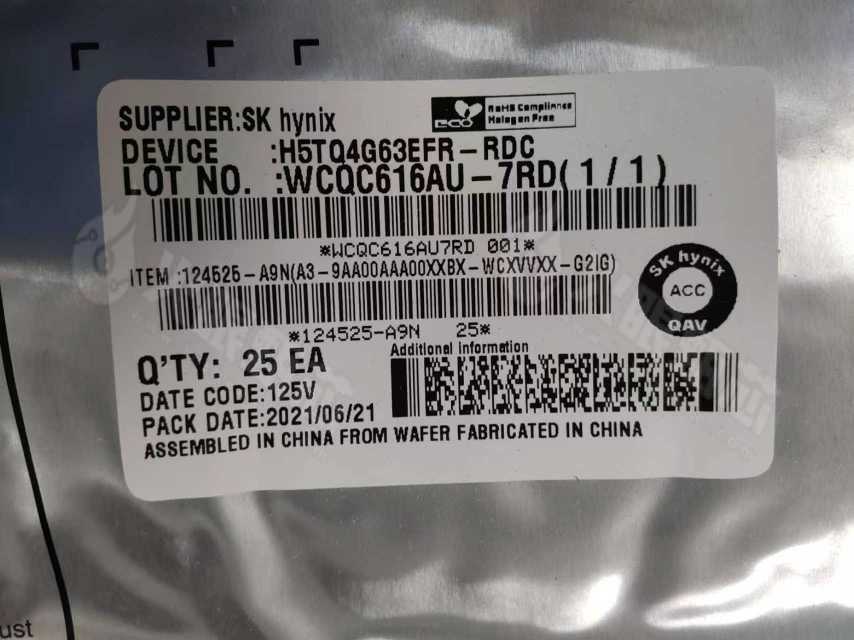 SUPPLIER:SK hynix
ECO
RoHS Compliance
Halogen Free
DEVICE :H5TQ4G63EFR-RDC
LOT NO. :WCQC616AU-7RD(1/1)
*WCQC616AU7RD 001*
ITEM :124525-A9N(A3-9AA00AAA00XXBX-WCXVVXX-G2IG)
SK hynix
ACC
QAV
*124525-A9N 25*
Q'TY: 25 EA
Additional Information
DATE CODE:125V
PACK DATE:2021/06/21
ASSEMBLED IN CHINA FROM WAFER FABRICATED IN CHINA
ust